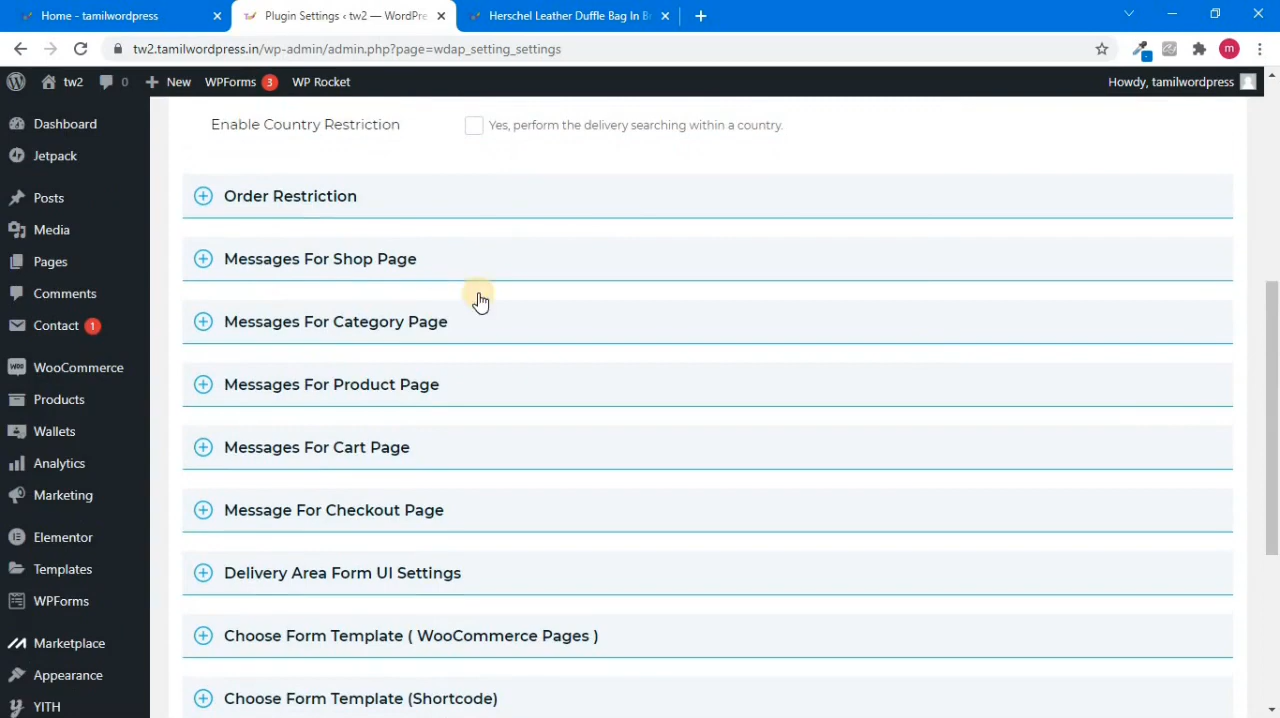 Home - tamilwordpress
Plugin Settings ‹ tw2 — WordPre
Herschel Leather Duffle Bag In Br
tw2.tamilwordpress.in/wp-admin/admin.php?page=wdap_setting_settings
m
tw2
0
New
WPForms 3
WP Rocket
Howdy, tamilwordpress
Dashboard
Jetpack
Posts
Media
Pages
Comments
Contact 1
WooCommerce
Products
Wallets
Analytics
Marketing
Elementor
Templates
WPForms
Marketplace
Appearance
YITH
Enable Country Restriction
Yes, perform the delivery searching within a country.
Order Restriction
Messages For Shop Page
Messages For Category Page
Messages For Product Page
Messages For Cart Page
Message For Checkout Page
Delivery Area Form UI Settings
Choose Form Template ( WooCommerce Pages )
Choose Form Template (Shortcode)